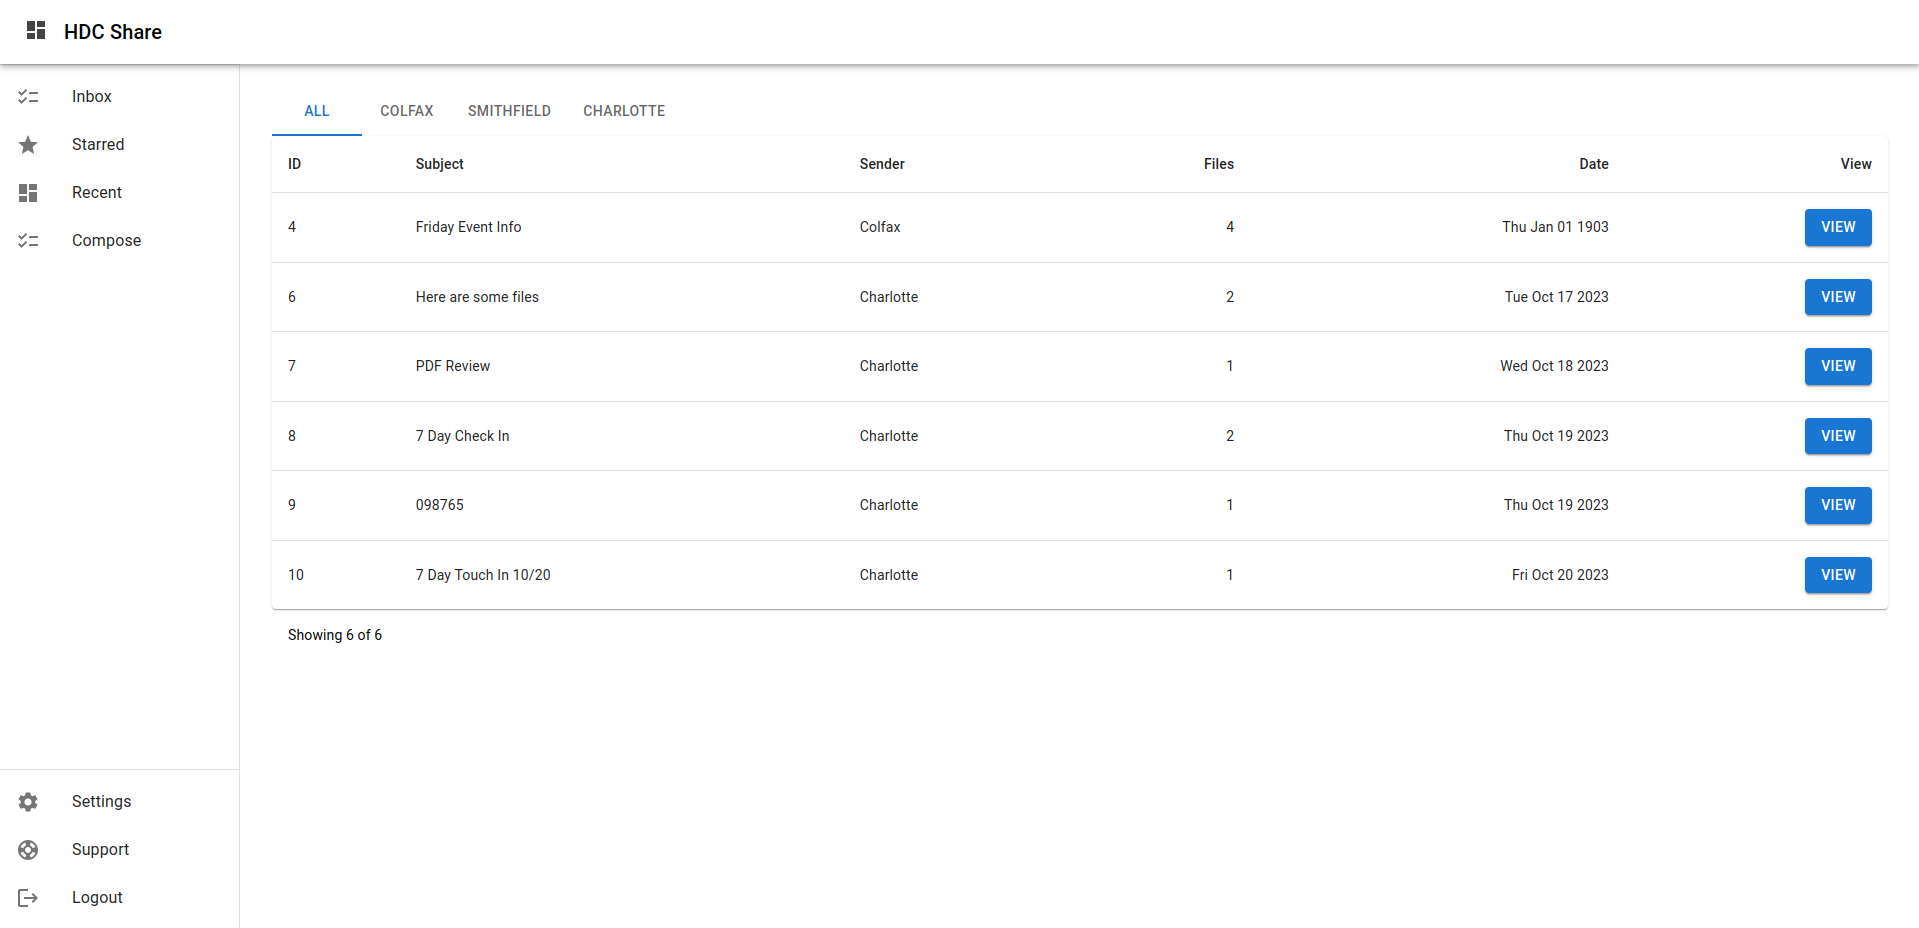 HDC Share
Inbox
Starred
Recent
Compose
Settings
Support
Logout
ALL COLFAX SMITHFIELD CHARLOTTE
ID Subject Sender Files Date View
4 Friday Event Info Colfax 4 Thu Jan 01 1903 VIEW
6 Here are some files Charlotte 2 Tue Oct 17 2023 VIEW
7 PDF Review Charlotte 1 Wed Oct 18 2023 VIEW
8 7 Day Check In Charlotte 2 Thu Oct 19 2023 VIEW
9 098765 Charlotte 1 Thu Oct 19 2023 VIEW
10 7 Day Touch In 10/20 Charlotte 1 Fri Oct 20 2023 VIEW
Showing 6 of 6